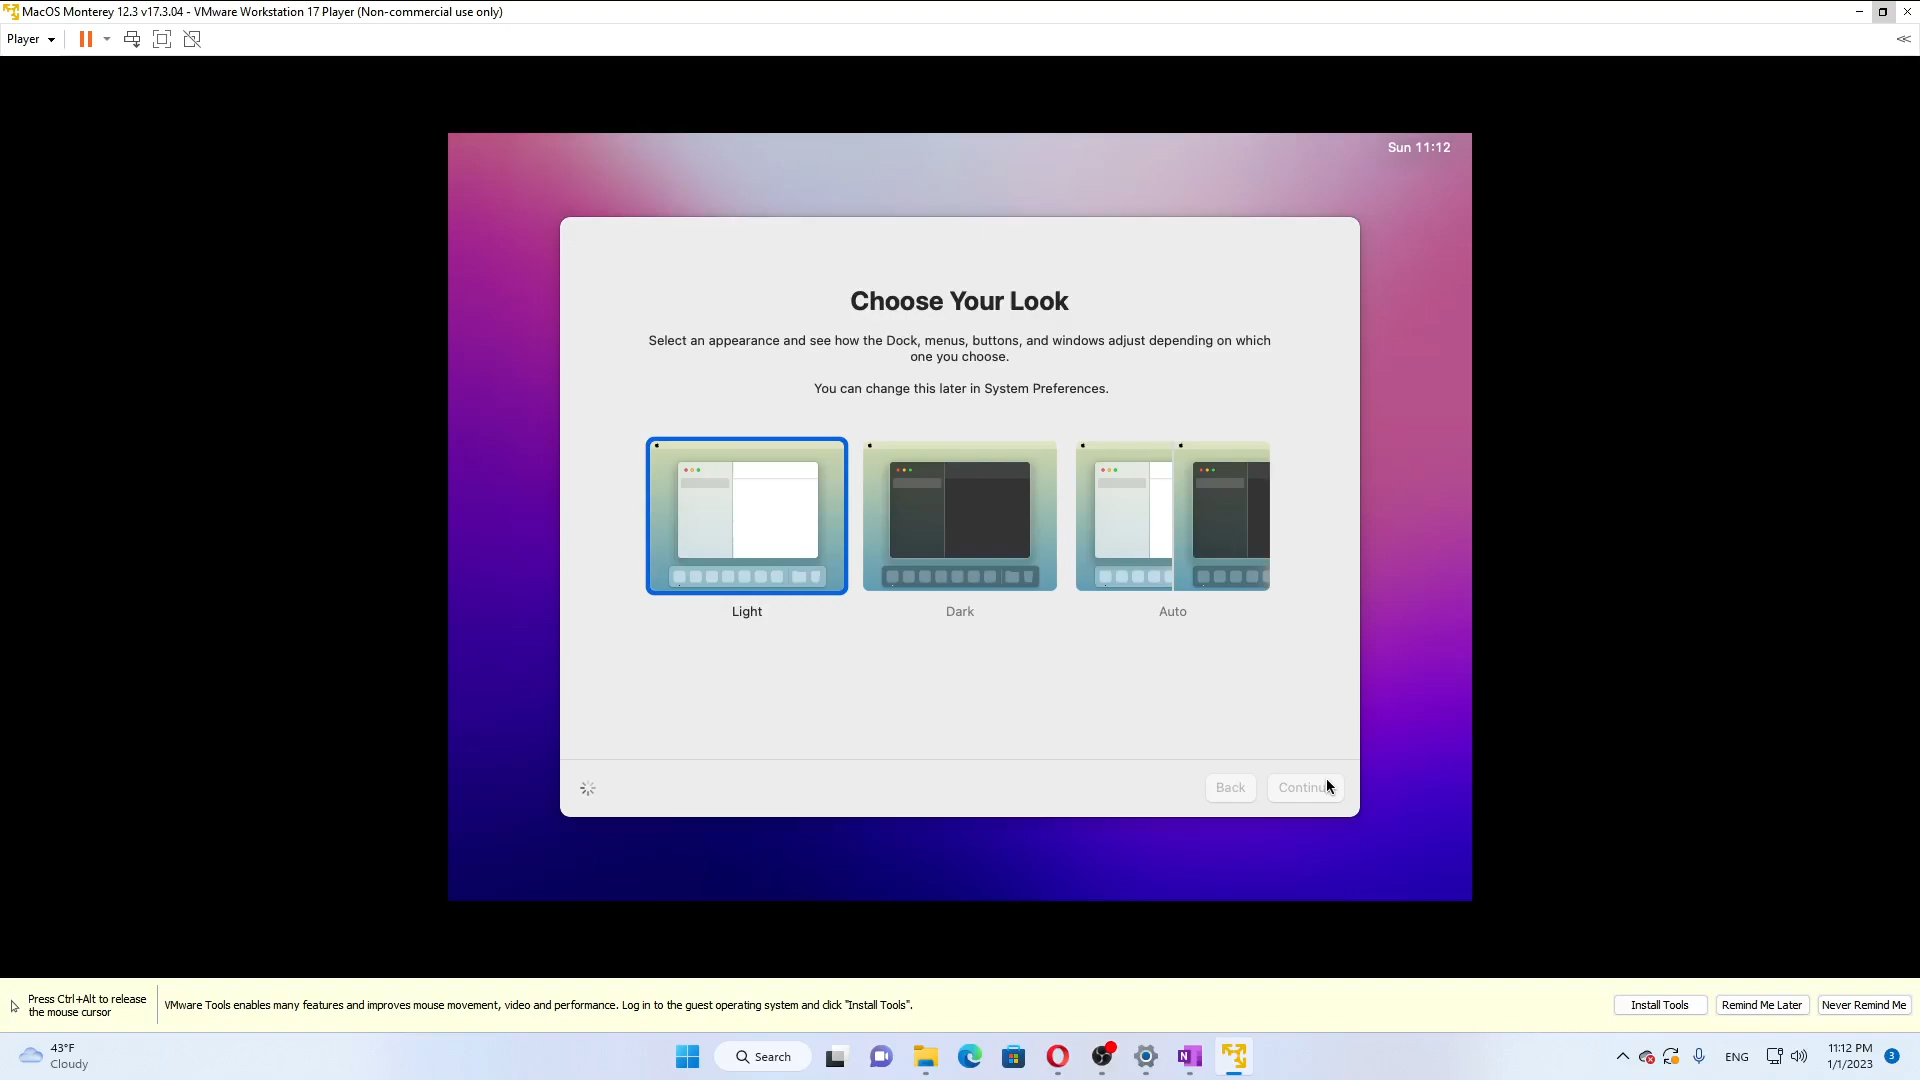 MacOS Monterey 12.3 v17.3.04 - VMware Workstation 17 Player (Non-commercial use only)
Player
Sun 11:12
Choose Your Look
Select an appearance and see how the Dock, menus, buttons, and windows adjust depending on which
one you choose.
You can change this later in System Preferences.
Light
Dark
Auto
Back
Continu
Press Ctrl+Alt to release
the mouse cursor
VMware Tools enables many features and improves mouse movement, video and performance. Log in to the guest operating system and click "Install Tools".
Install Tools
Remind Me Later
Never Remind Me
43°F
Cloudy
Search
N
ENG
11:12 PM
1/1/2023
3